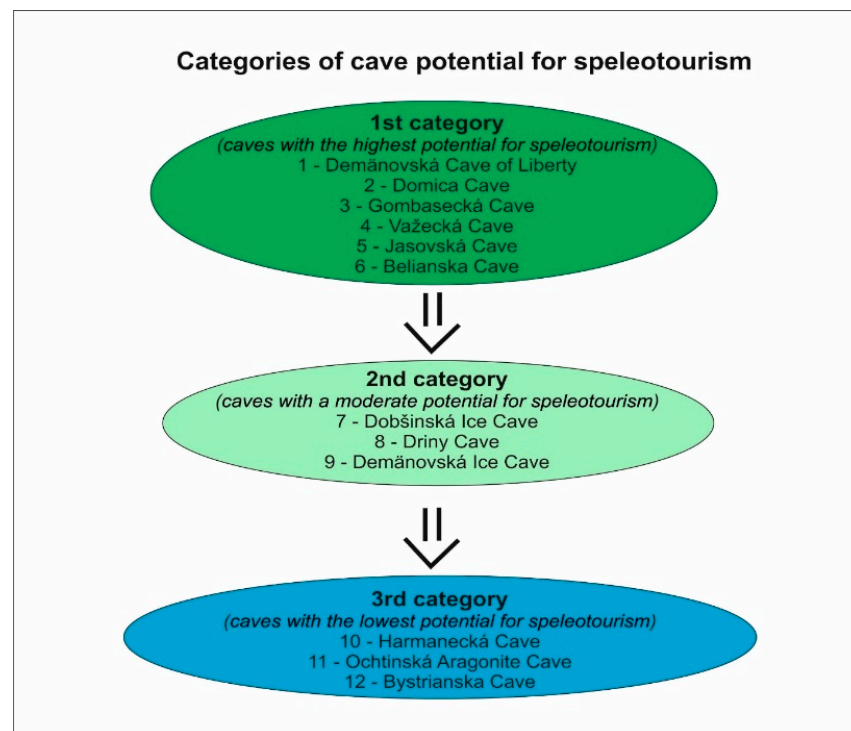 Categories of cave potential for speleotourism
1st category
(caves with the highest potential for speleotourism)
1 - Demänovská Cave of Liberty
2 - Domica Cave
3 - Gombasecká Cave
4 - Važecká Cave
5 - Jasovská Cave
6 - Belianska Cave
2nd category
(caves with a moderate potential for speleotourism)
7 - Dobšinská Ice Cave
8 - Driny Cave
9 - Demänovská Ice Cave
3rd category
(caves with the lowest potential for speleotourism)
10 - Harmanecká Cave
11 - Ochtinská Aragonite Cave
12 - Bystrianska Cave